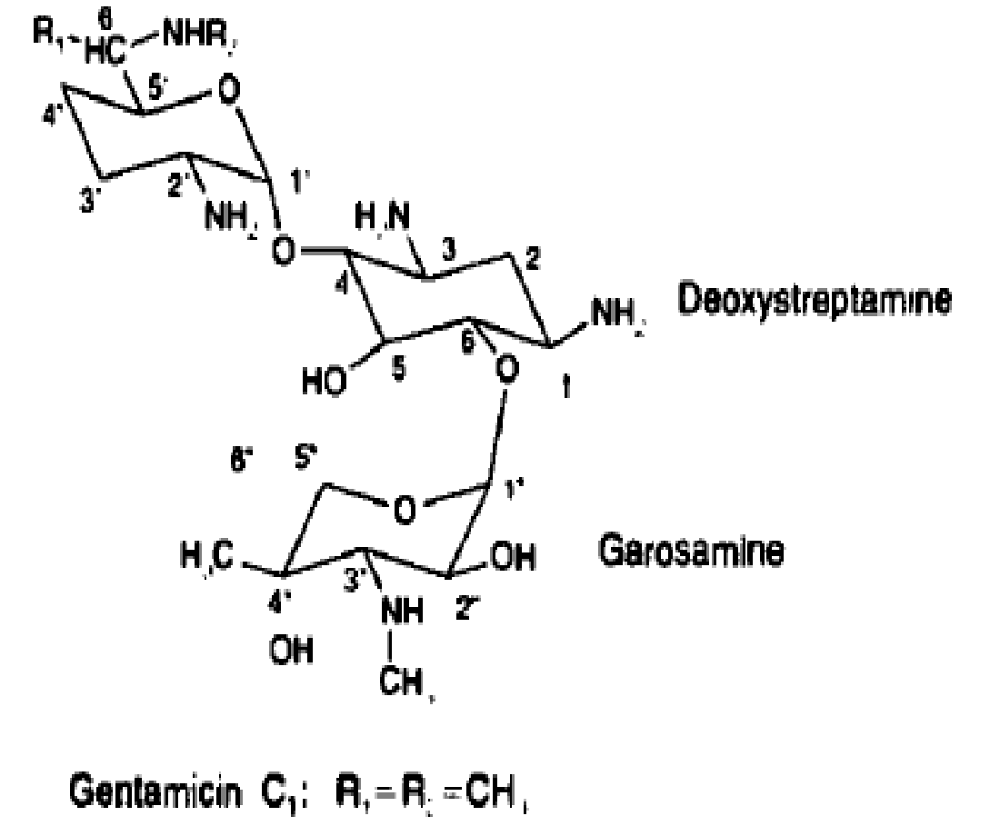 6
R₁-HC-NHR₂
5' O
4'
2' 1'
3'
NH₂ H₂N
O 3 2
4
NH₂ Deoxystreptamine
6
HO 5 O 1
6" 5"
O 1"
H₃C OH Garosamine
3"
4" NH 2"
OH
CH₃
Gentamicin C₁: R₁=R₂=CH₃